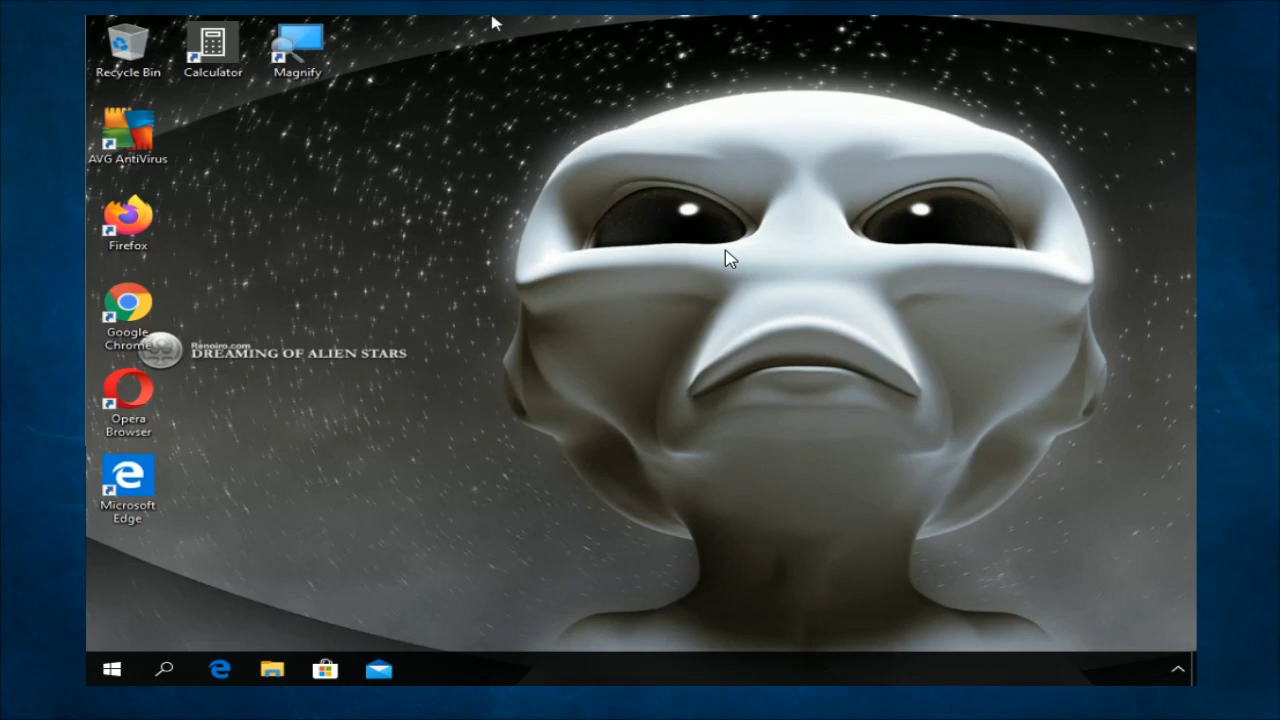 Recycle Bin
Calculator
Magnify
AVG AntiVirus
Firefox
Google
Chrome
Renoiro.com
DREAMING OF ALIEN STARS
Opera
Browser
Microsoft
Edge